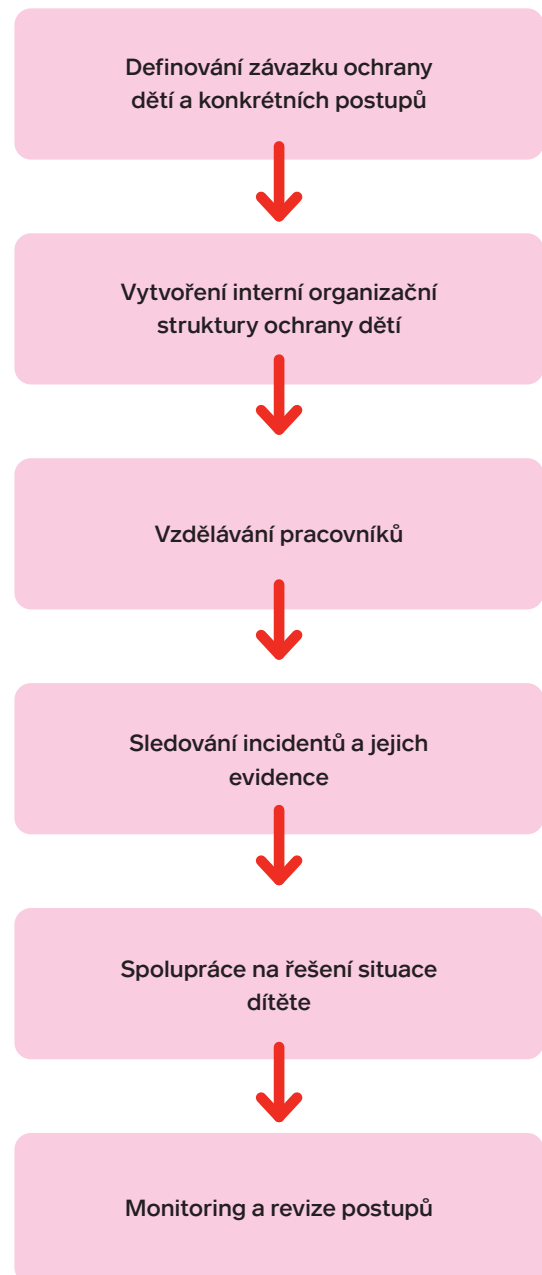 Definování závazku ochrany
dětí a konkrétních postupů
Vytvoření interní organizační
struktury ochrany dětí
Vzdělávání pracovníků
Sledování incidentů a jejich
evidence
Spolupráce na řešení situace
dítěte
Monitoring a revize postupů